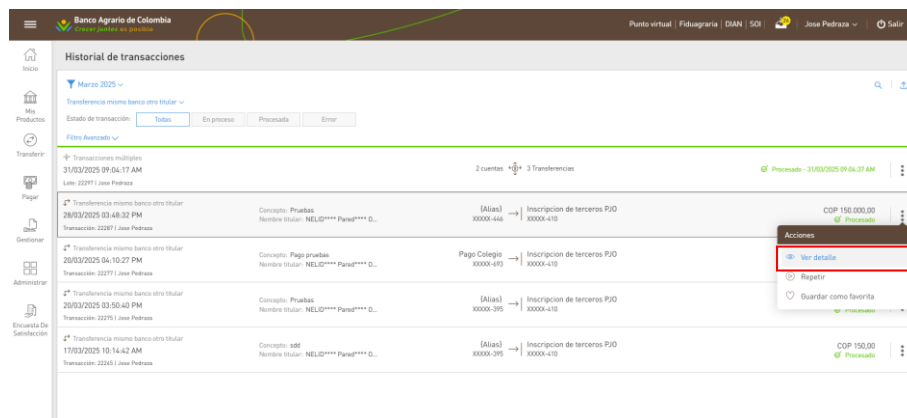 Banco Agrario de Colombia
Crecer juntos es posible
Punto virtual | Fiduagraria | DIAN | SOI | Jose Pedraza Salir
Inicio
Mis Productos
Transferir
Pagar
Gestionar
Administrar
Encuesta De Satisfacción
Historial de transacciones
Marzo 2025
Transferencia mismo banco otro titular
Estado de transacción: Todas En proceso Procesada Error
Filtro Avanzado
Transacciones múltiples
31/03/2025 09:04:17 AM 2 cuentas 3 Transferencias Procesado - 31/03/2025 09:04:37 AM
Lote: 22297 | Jose Pedraza
Transferencia mismo banco otro titular
28/03/2025 03:48:32 PM
Transacción: 22287 | Jose Pedraza
Concepto: Pruebas
Nombre titular: NELID**** Pared**** D...
(Alias) Inscripcion de terceros PJO
XXXXX-446 XXXXX-410
COP 150.000,00
Procesado
Acciones
Ver detalle
Repetir
Guardar como favorita
Transferencia mismo banco otro titular
20/03/2025 04:10:27 PM
Transacción: 22277 | Jose Pedraza
Concepto: Pago pruebas
Nombre titular: NELID**** Pared**** D...
Pago Colegio Inscripcion de terceros PJO
XXXXX-693 XXXXX-410
Transferencia mismo banco otro titular
20/03/2025 03:50:40 PM
Transacción: 22275 | Jose Pedraza
Concepto: Pruebas
Nombre titular: NELID**** Pared**** D...
(Alias) Inscripcion de terceros PJO
XXXXX-395 XXXXX-410
Procesado
Transferencia mismo banco otro titular
17/03/2025 10:14:42 AM
Transacción: 22245 | Jose Pedraza
Concepto: sdd
Nombre titular: NELID**** Pared**** D...
(Alias) Inscripcion de terceros PJO
XXXXX-395 XXXXX-410
COP 150,00
Procesado